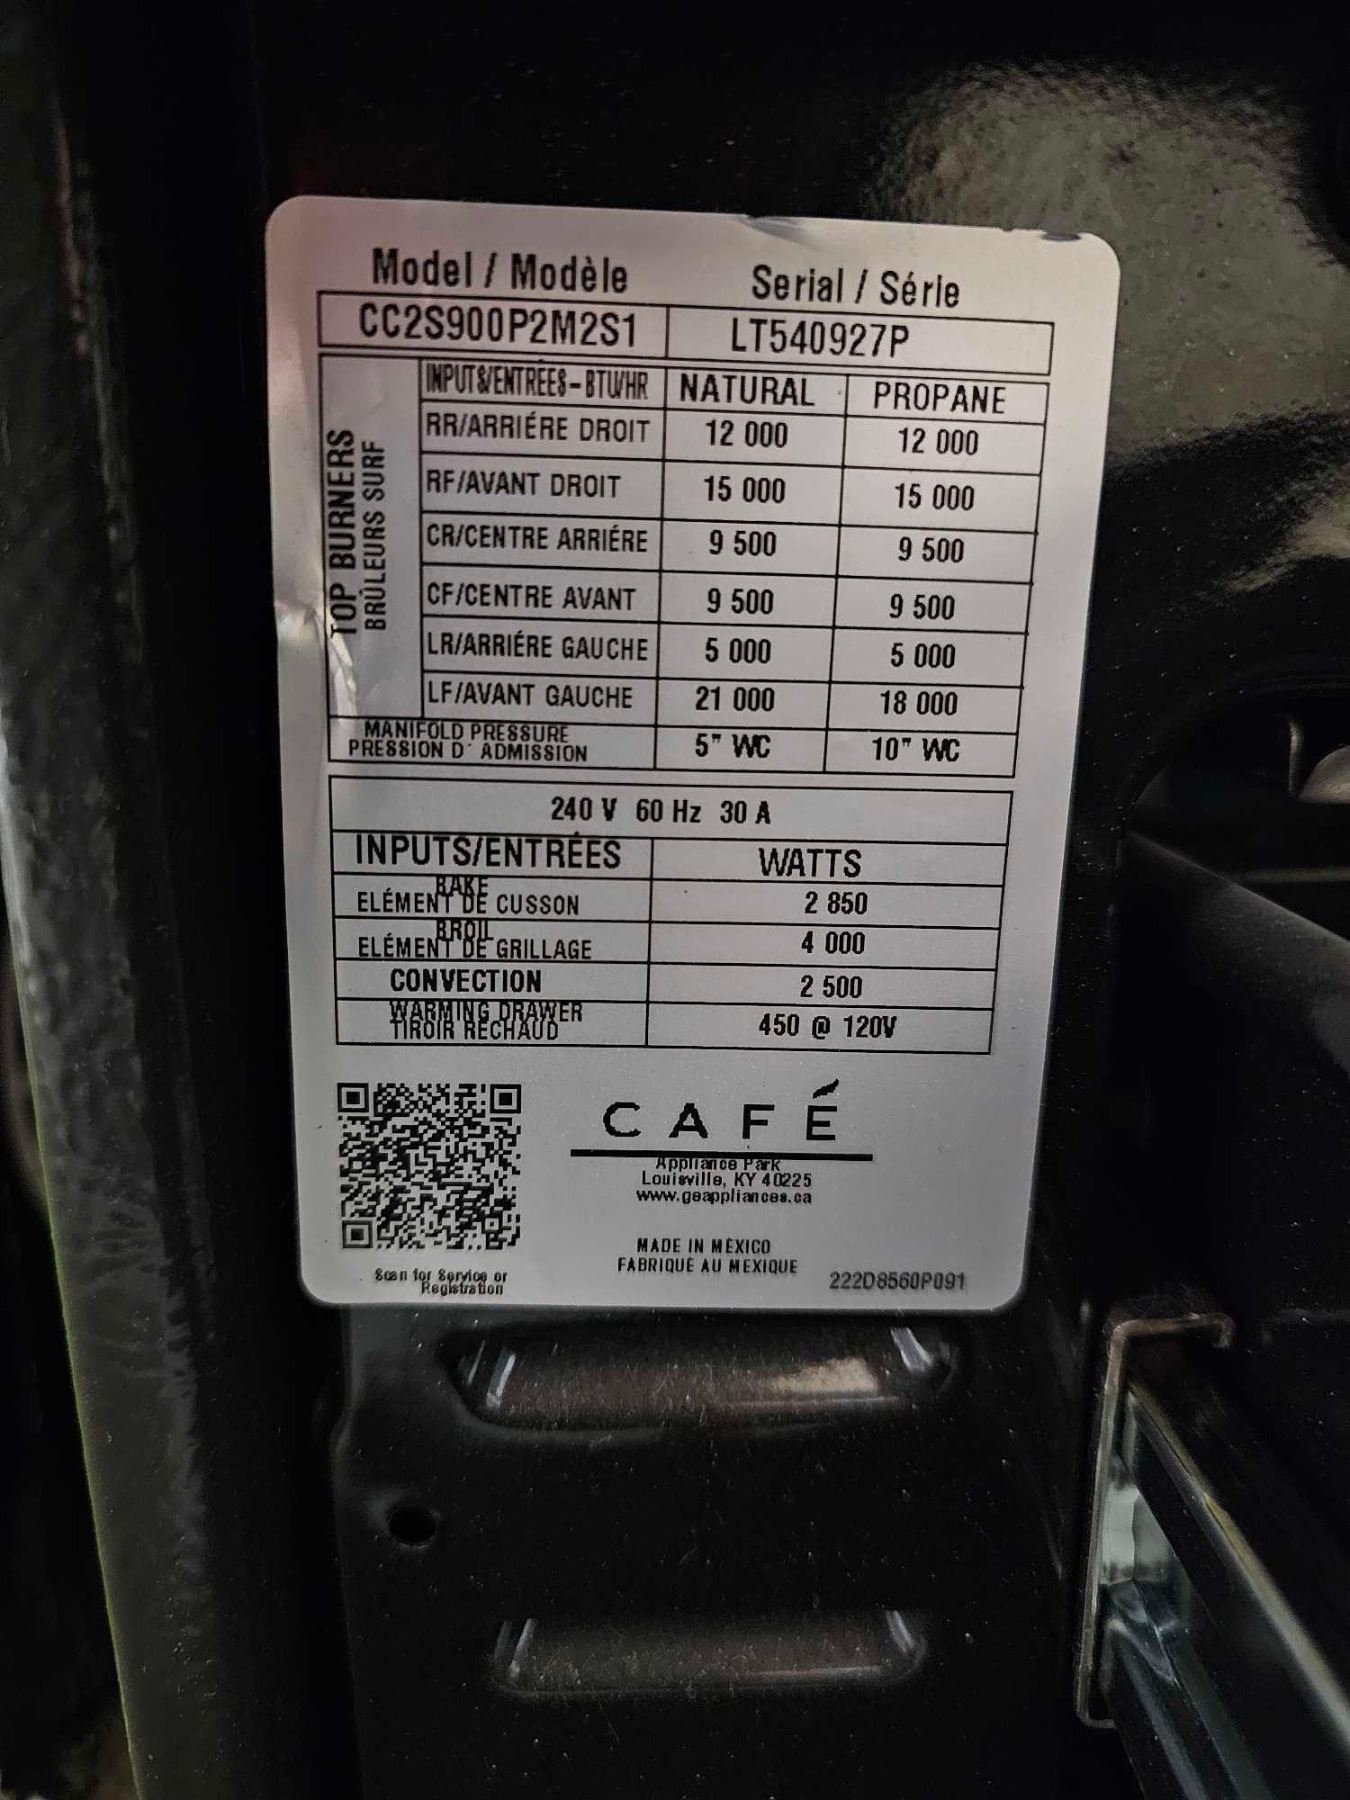 Model / Modèle Serial / Série
CC2S900P2M2S1 LT540927P
TOP BURNERS
BRÛLEURS SURF
INPUTS/ENTRÉES-BTU/HR NATURAL PROPANE
RR/ARRIÉRE DROIT 12 000 12 000
RF/AVANT DROIT 15 000 15 000
CR/CENTRE ARRIÉRE 9 500 9 500
CF/CENTRE AVANT 9 500 9 500
LR/ARRIÉRE GAUCHE 5 000 5 000
LF/AVANT GAUCHE 21 000 18 000
MANIFOLD PRESSURE
PRESSION D' ADMISSION 5" WC 10" WC
240 V 60 Hz 30 A
INPUTS/ENTRÉES WATTS
BAKE
ELÉMENT DE CUSSON 2 850
BROIL
ELÉMENT DE GRILLAGE 4 000
CONVECTION 2 500
WARMING DRAWER
TIROIR RÉCHAUD 450 @ 120V
CAFÉ
Appliance Park
Louisville, KY 40225
www.geappliances.ca
MADE IN MÉXICO
FABRIQUÉ AU MEXIQUE
222D8560P091
Scan for Service or
Registration